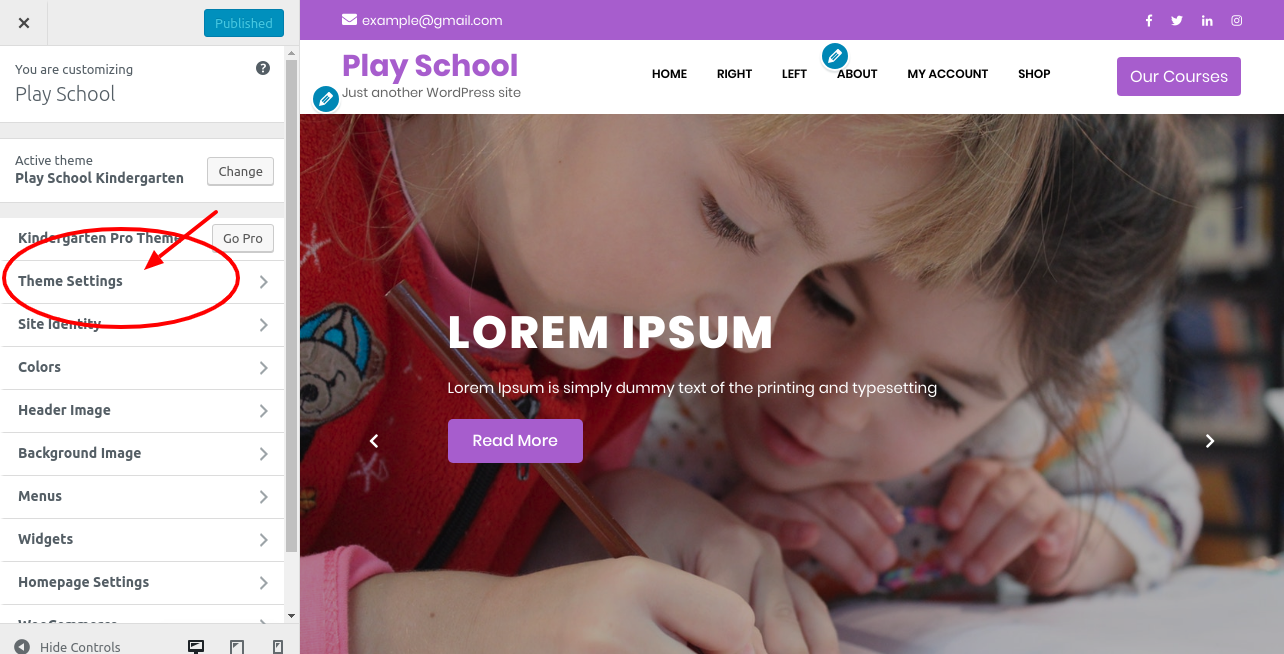 Published
You are customizing
Play School
Active theme
Play School Kindergarten
Change
Kindergarten Pro Theme
Go Pro
Theme Settings
Site Identity
Colors
Header Image
Background Image
Menus
Widgets
Homepage Settings
WooCommerce
Hide Controls
example@gmail.com
Play School
Just another WordPress site
HOME RIGHT LEFT ABOUT MY ACCOUNT SHOP
Our Courses
LOREM IPSUM
Lorem Ipsum is simply dummy text of the printing and typesetting
Read More